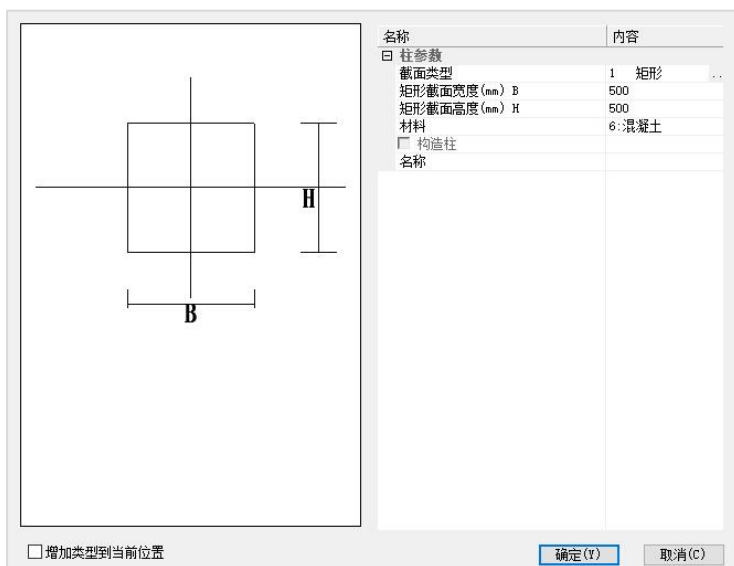 名称 内容
柱参数
截面类型 1 矩形 ..
矩形截面宽度(mm) B 500
矩形截面高度(mm) H 500
材料 6:混凝土
构造柱
名称
H
B
增加类型到当前位置 确定(Y) 取消(C)